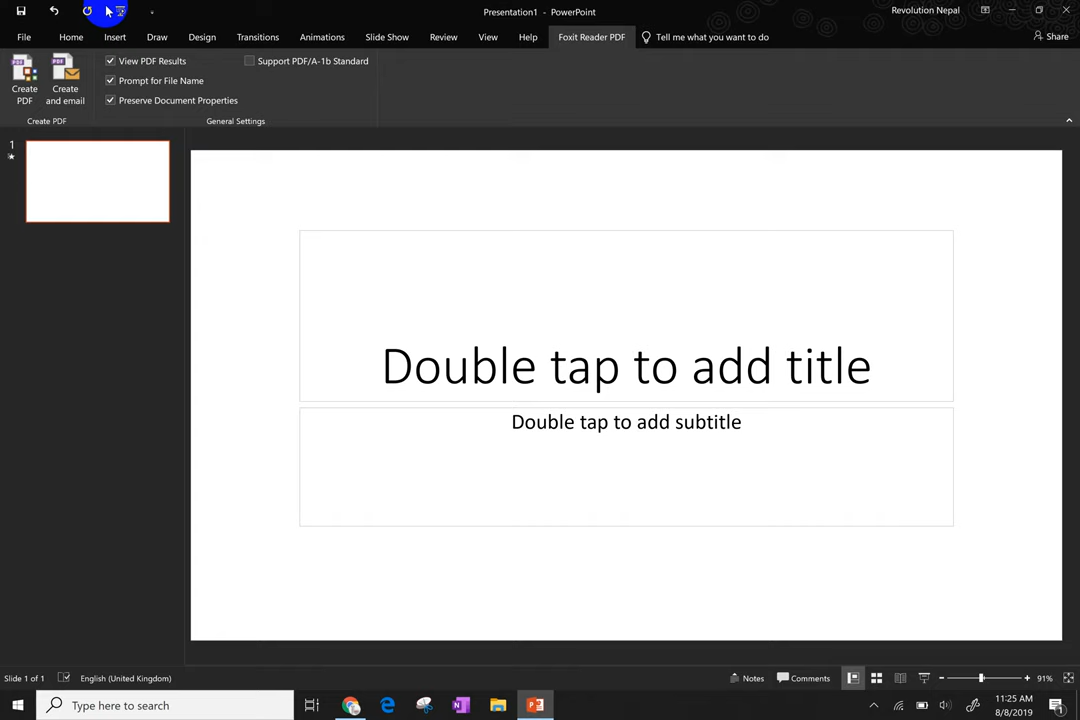 Presentation1 - PowerPoint
Revolution Nepal
File Home Insert Draw Design Transitions Animations Slide Show Review View Help Foxit Reader PDF Tell me what you want to do Share
PDF PDF View PDF Results Support PDF/A-1b Standard
Create Create Prompt for File Name
PDF and email Preserve Document Properties
Create PDF General Settings
1
Double tap to add title
Double tap to add subtitle
Slide 1 of 1 English (United Kingdom) Notes Comments 91%
Type here to search 11:25 AM
8/8/2019 1